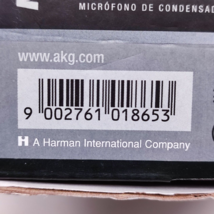 MICRÓFONO DE CONDENSAD
www.akg.com
9 002761 018653
H A Harman International Company